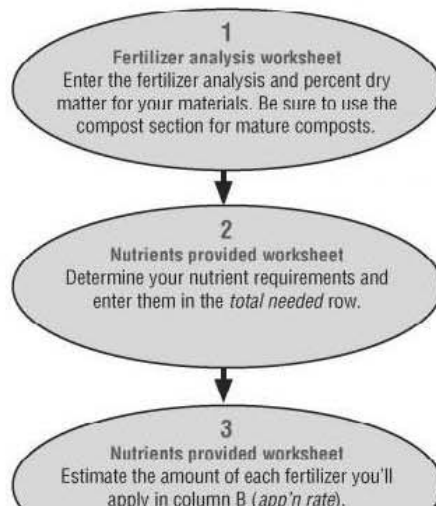 1
Fertilizer analysis worksheet
Enter the fertilizer analysis and percent dry
matter for your materials. Be sure to use the
compost section for mature composts.
2
Nutrients provided worksheet
Determine your nutrient requirements and
enter them in the total needed row.
3
Nutrients provided worksheet
Estimate the amount of each fertilizer you'll
apply in column B (app'n rate).